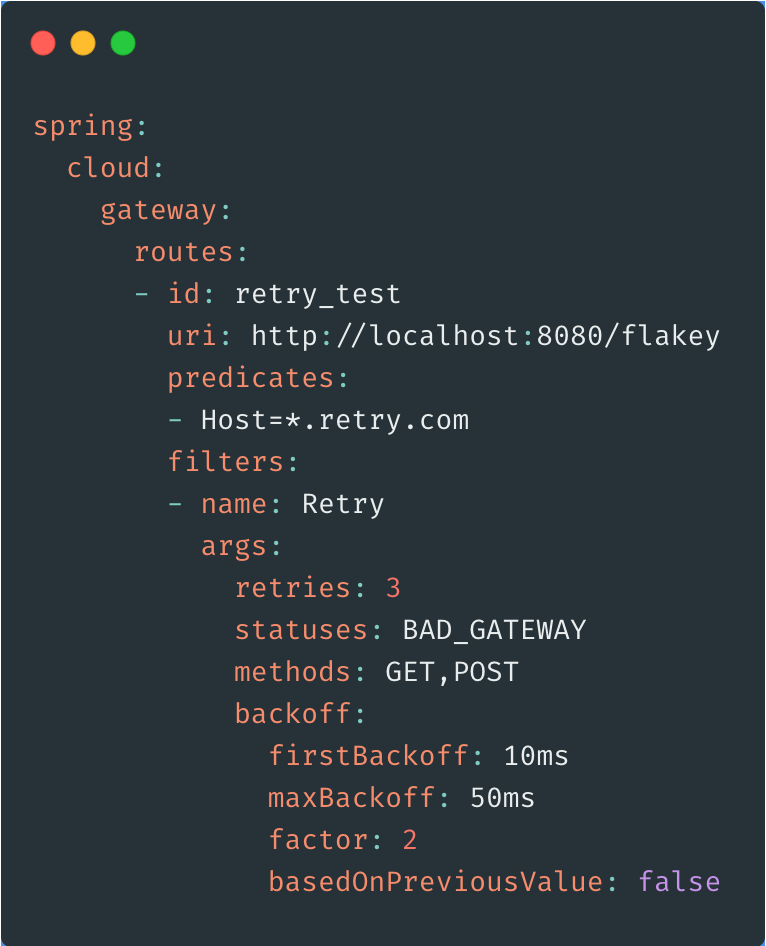 spring:
  cloud:
    gateway:
      routes:
      - id: retry_test
        uri: http://localhost:8080/flakey
        predicates:
        - Host=*.retry.com
        filters:
        - name: Retry
          args:
            retries: 3
            statuses: BAD_GATEWAY
            methods: GET,POST
            backoff:
              firstBackoff: 10ms
              maxBackoff: 50ms
              factor: 2
              basedOnPreviousValue: false